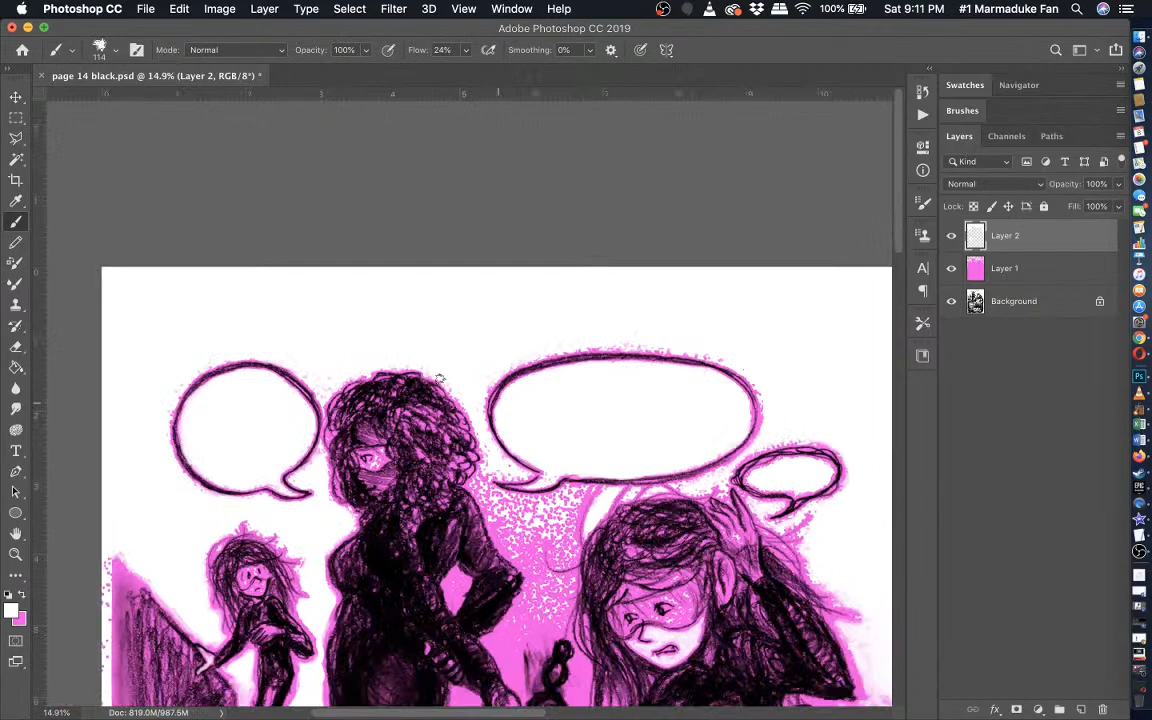 Photoshop CC File Edit Image Layer Type Select Filter 3D View Window Help 100% Sat 9:11 PM #1 Marmaduke Fan
Adobe Photoshop CC 2019
114 Mode: Normal Opacity: 100% Flow: 24% Smoothing: 0%
× page 14 black.psd @ 14.9% (Layer 2, RGB/8*) *
Swatches Navigator
Brushes
Layers Channels Paths
Kind
Normal Opacity: 100%
Lock: Fill: 100%
Layer 2
Layer 1
Background
14.91% Doc: 819.0M/987.5M